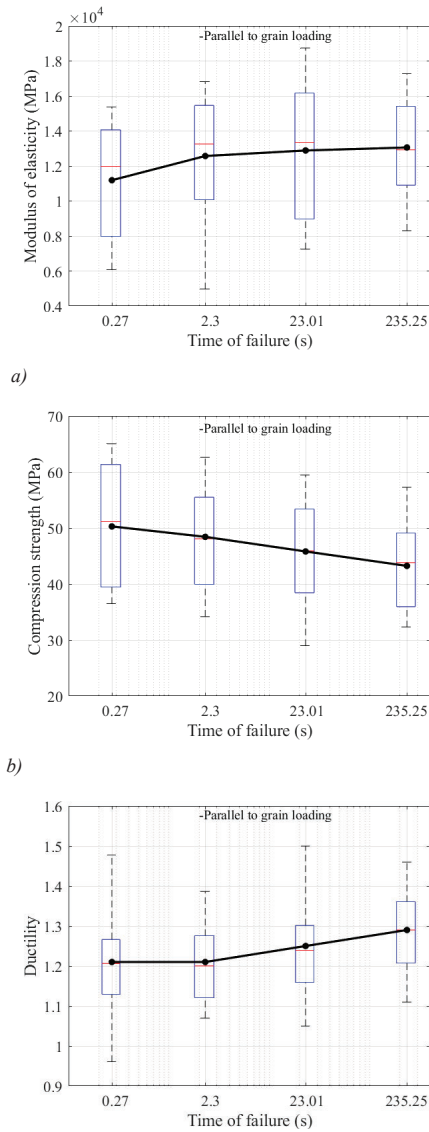 ×10⁴
2
1.8
1.6
1.4
1.2
1
0.8
0.6
0.4
Modulus of elasticity (MPa)
-Parallel to grain loading
0.27 2.3 23.01 235.25
Time of failure (s)
a)
70
60
50
40
30
20
Compression strength (MPa)
-Parallel to grain loading
0.27 2.3 23.01 235.25
Time of failure (s)
b)
1.6
1.5
1.4
1.3
1.2
1.1
1
0.9
Ductility
-Parallel to grain loading
0.27 2.3 23.01 235.25
Time of failure (s)